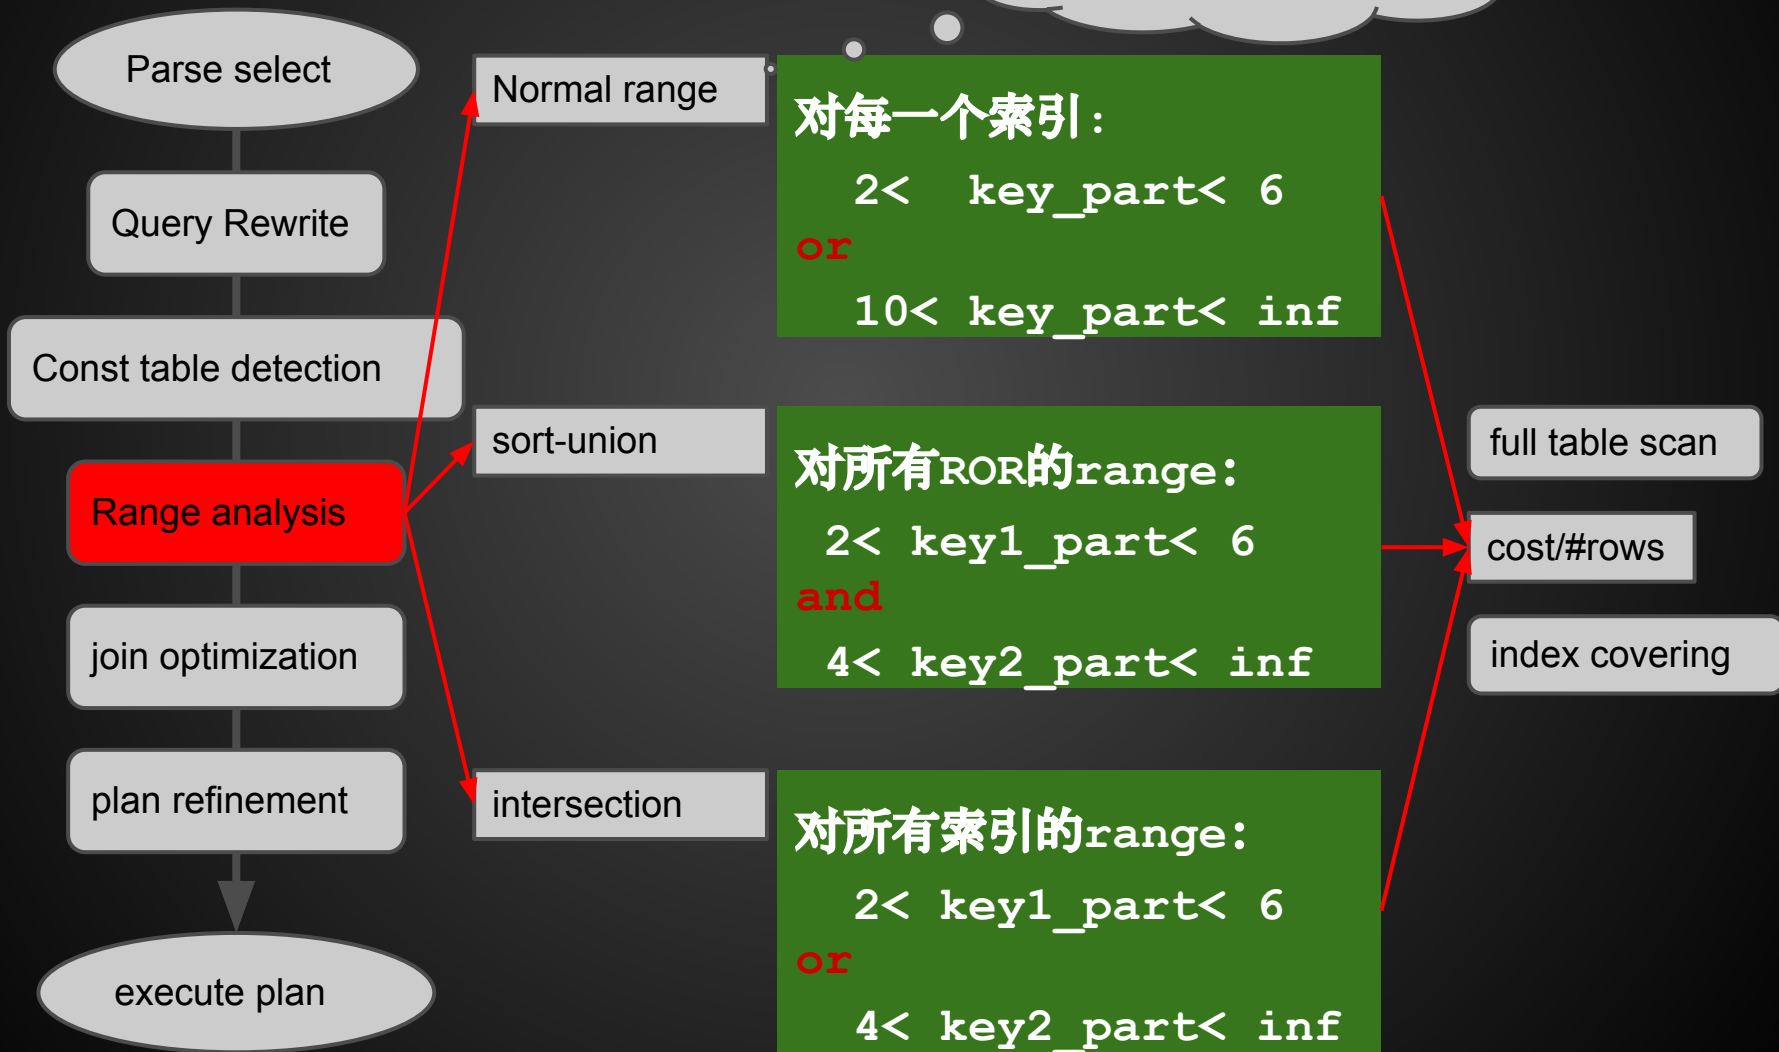 Parse select
Query Rewrite
Const table detection
Range analysis
join optimization
plan refinement
execute plan
Normal range
对每一个索引:
2<  key_part< 6
or
10< key_part< inf
sort-union
对所有ROR的range:
2< key1_part< 6
and
4< key2_part< inf
intersection
对所有索引的range:
2< key1_part< 6
or
4< key2_part< inf
full table scan
cost/#rows
index covering